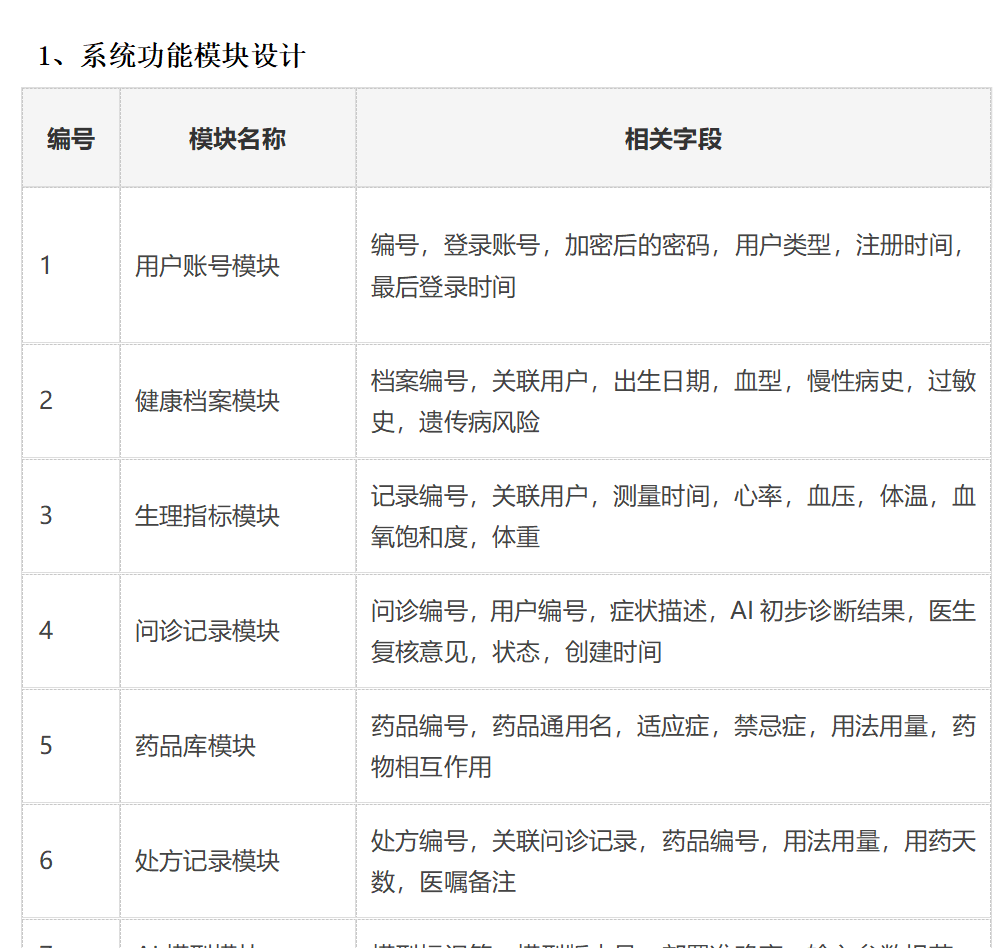 1、系统功能模块设计
编号 模块名称 相关字段
1 用户账号模块 编号，登录账号，加密后的密码，用户类型，注册时间，
最后登录时间
2 健康档案模块 档案编号，关联用户，出生日期，血型，慢性病史，过敏
史，遗传病风险
3 生理指标模块 记录编号，关联用户，测量时间，心率，血压，体温，血
氧饱和度，体重
4 问诊记录模块 问诊编号，用户编号，症状描述，AI 初步诊断结果，医生
复核意见，状态，创建时间
5 药品库模块 药品编号，药品通用名，适应症，禁忌症，用法用量，药
物相互作用
6 处方记录模块 处方编号，关联问诊记录，药品编号，用法用量，用药天
数，医嘱备注